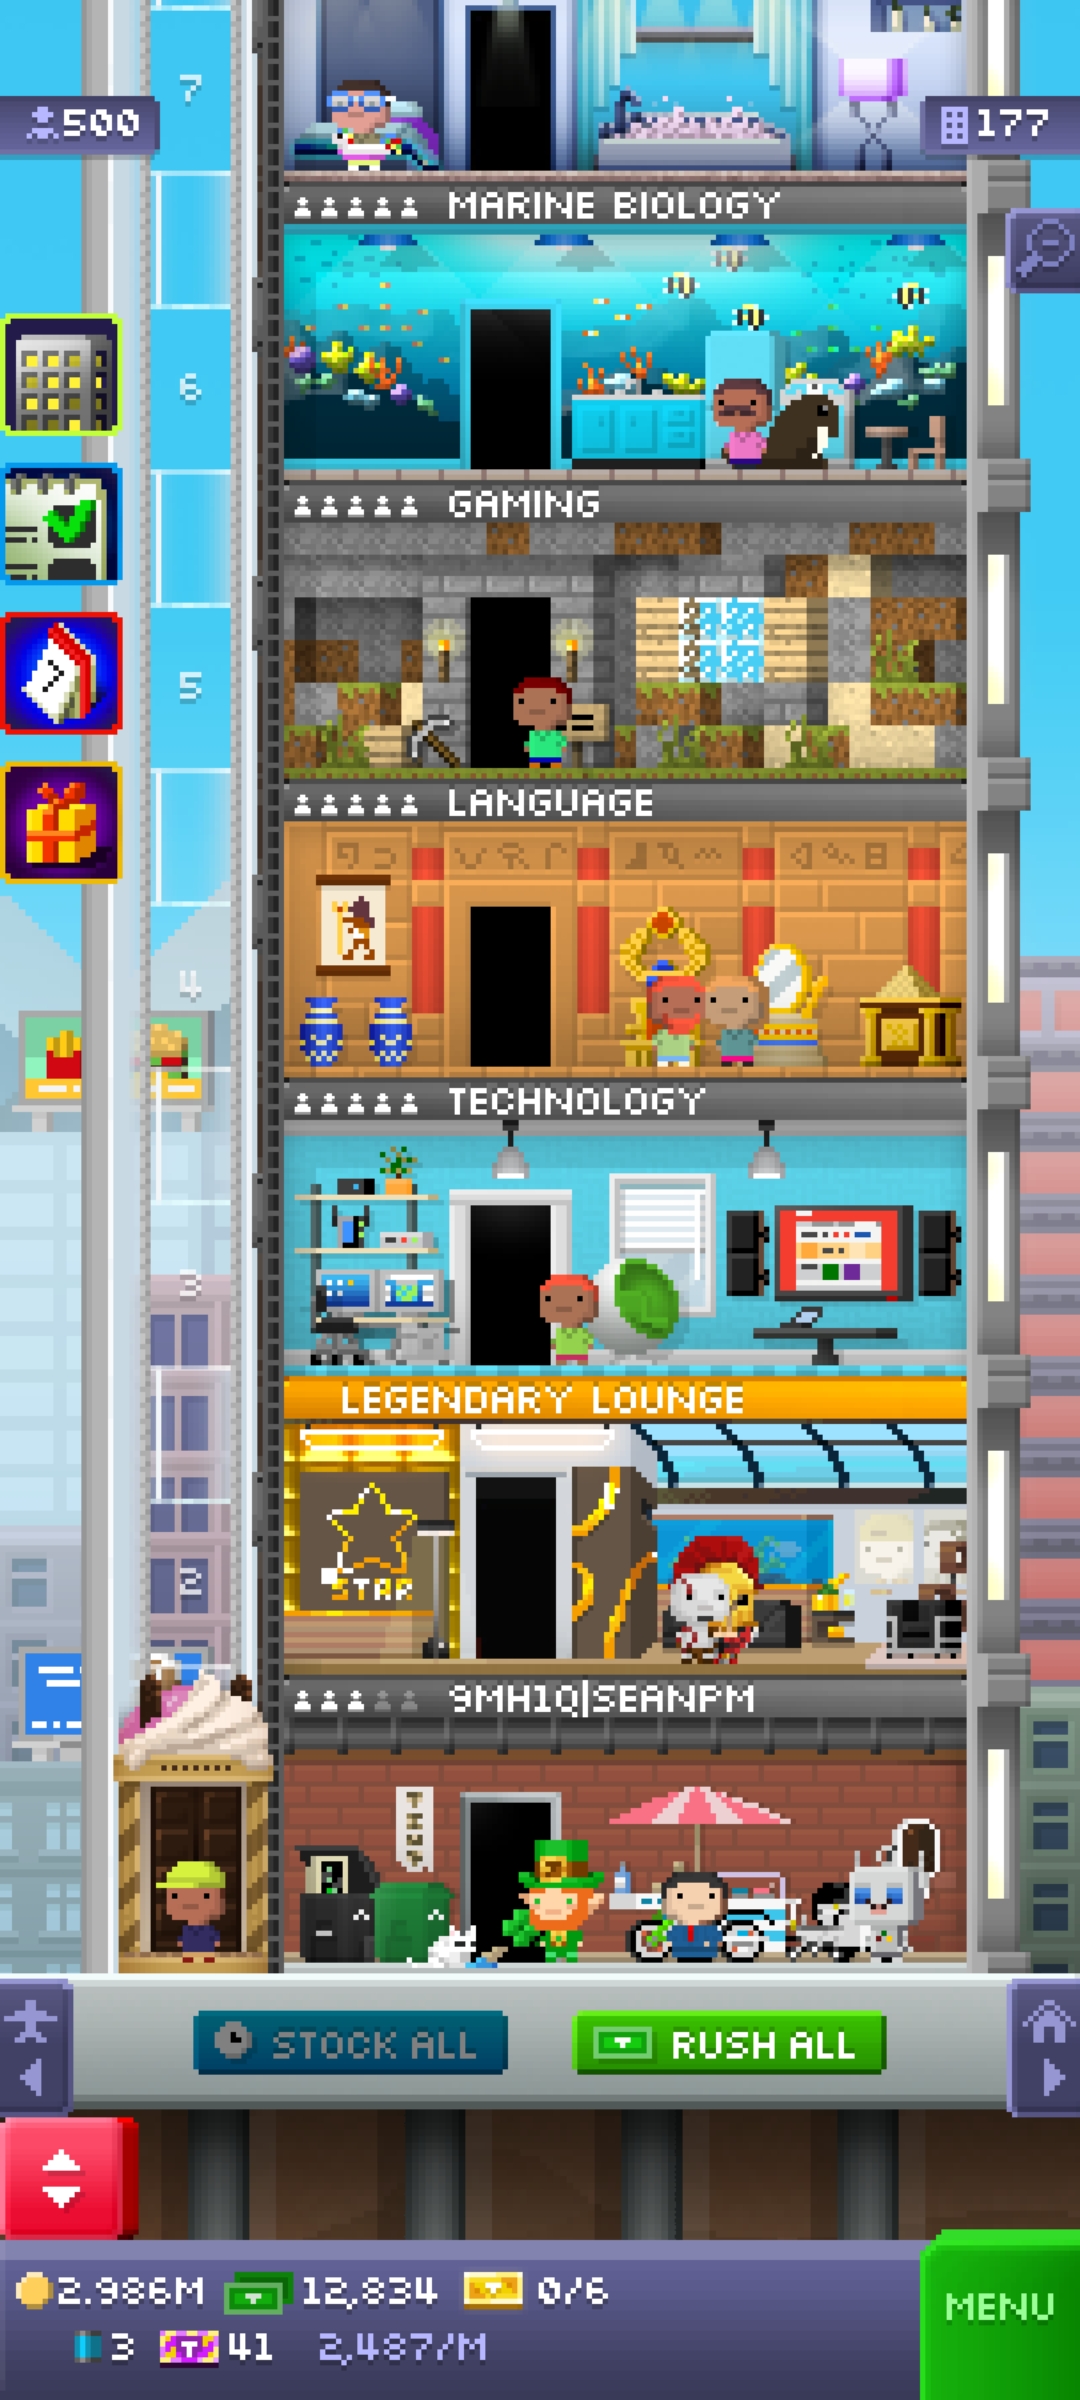 7
500
177
MARINE BIOLOGY
6
GAMING
5
LANGUAGE
4
TECHNOLOGY
3
LEGENDARY LOUNGE
STAR
2
9MH1Q|SEANPM
TINY
STOCK ALL
RUSH ALL
2.986M 12,834 0/6
MENU
3 41 2,487/M